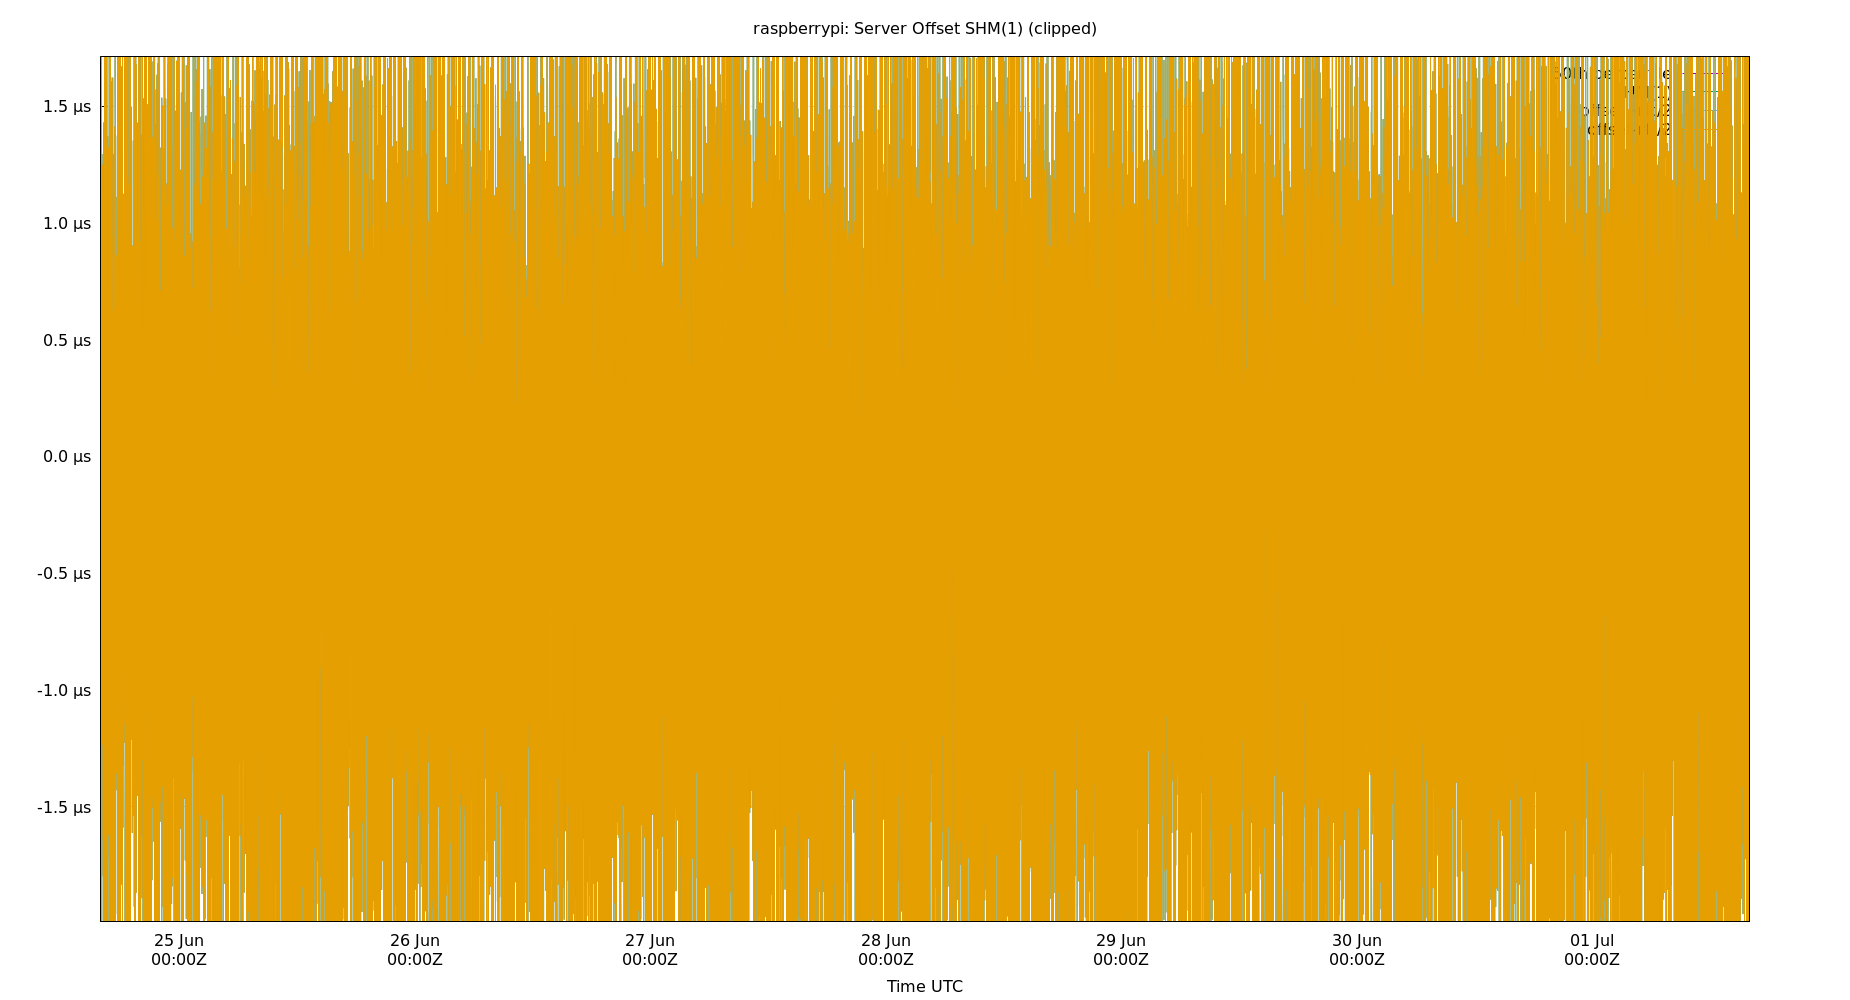 raspberrypi: Server Offset SHM(1) (clipped)
1.5 µs
1.0 µs
0.5 µs
0.0 µs
-0.5 µs
-1.0 µs
-1.5 µs
25 Jun 26 Jun 27 Jun 28 Jun 29 Jun 30 Jun 01 Jul
00:00Z 00:00Z 00:00Z 00:00Z 00:00Z 00:00Z 00:00Z
Time UTC